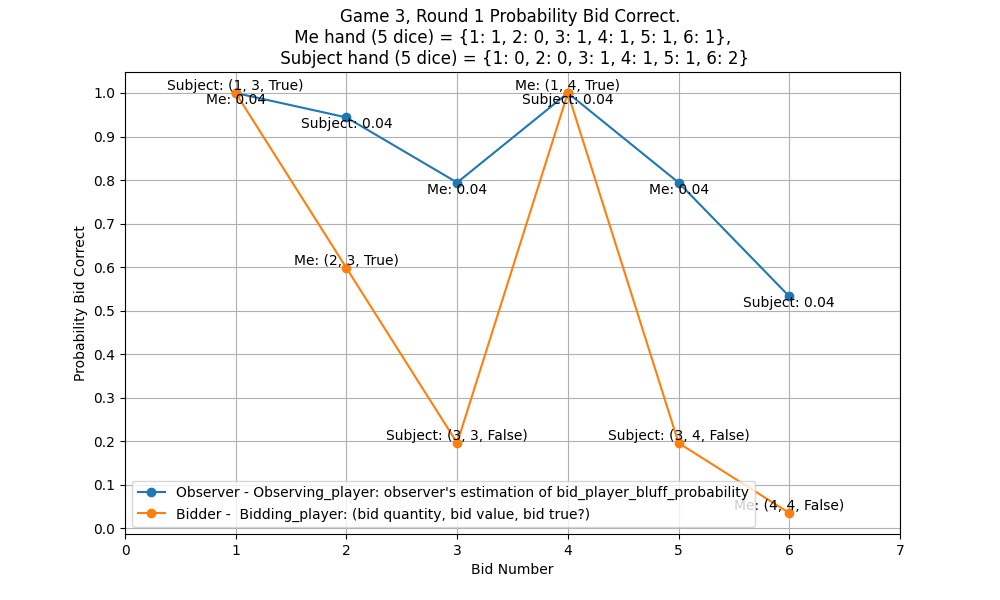 Game 3, Round 1 Probability Bid Correct.
Me hand (5 dice) = {1: 1, 2: 0, 3: 1, 4: 1, 5: 1, 6: 1},
Subject hand (5 dice) = {1: 0, 2: 0, 3: 1, 4: 1, 5: 1, 6: 2}
Subject: (1, 3, True)
Me: 0.04
Subject: 0.04
Me: (2, 3, True)
Me: 0.04
Subject: (3, 3, False)
Me: (1, 4, True)
Subject: 0.04
Me: 0.04
Subject: (3, 4, False)
Subject: 0.04
Me: (4, 4, False)
1.0
0.9
0.8
0.7
0.6
0.5
0.4
0.3
0.2
0.1
0.0
Probability Bid Correct
Observer - Observing_player: observer's estimation of bid_player_bluff_probability
Bidder -  Bidding_player: (bid quantity, bid value, bid true?)
0 1 2 3 4 5 6 7
Bid Number